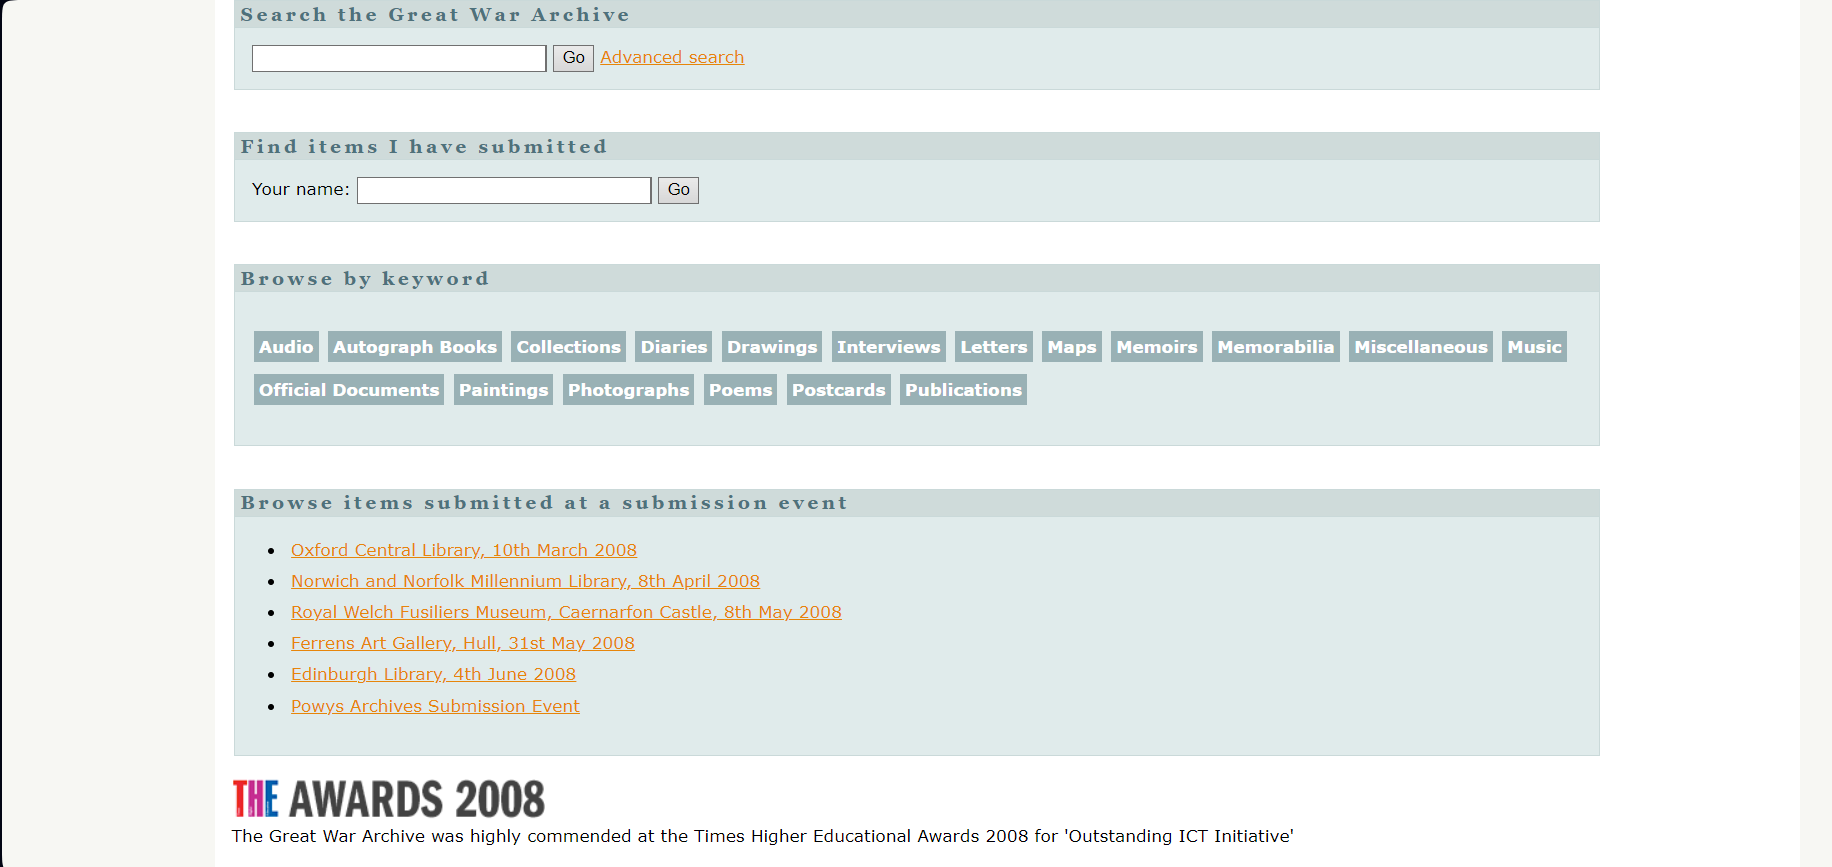 Search the Great War Archive
Go Advanced search
Find items I have submitted
Your name: Go
Browse by keyword
Audio Autograph Books Collections Diaries Drawings Interviews Letters Maps Memoirs Memorabilia Miscellaneous Music
Official Documents Paintings Photographs Poems Postcards Publications
Browse items submitted at a submission event
Oxford Central Library, 10th March 2008
Norwich and Norfolk Millennium Library, 8th April 2008
Royal Welch Fusiliers Museum, Caernarfon Castle, 8th May 2008
Ferrens Art Gallery, Hull, 31st May 2008
Edinburgh Library, 4th June 2008
Powys Archives Submission Event
THE AWARDS 2008
The Great War Archive was highly commended at the Times Higher Educational Awards 2008 for 'Outstanding ICT Initiative'